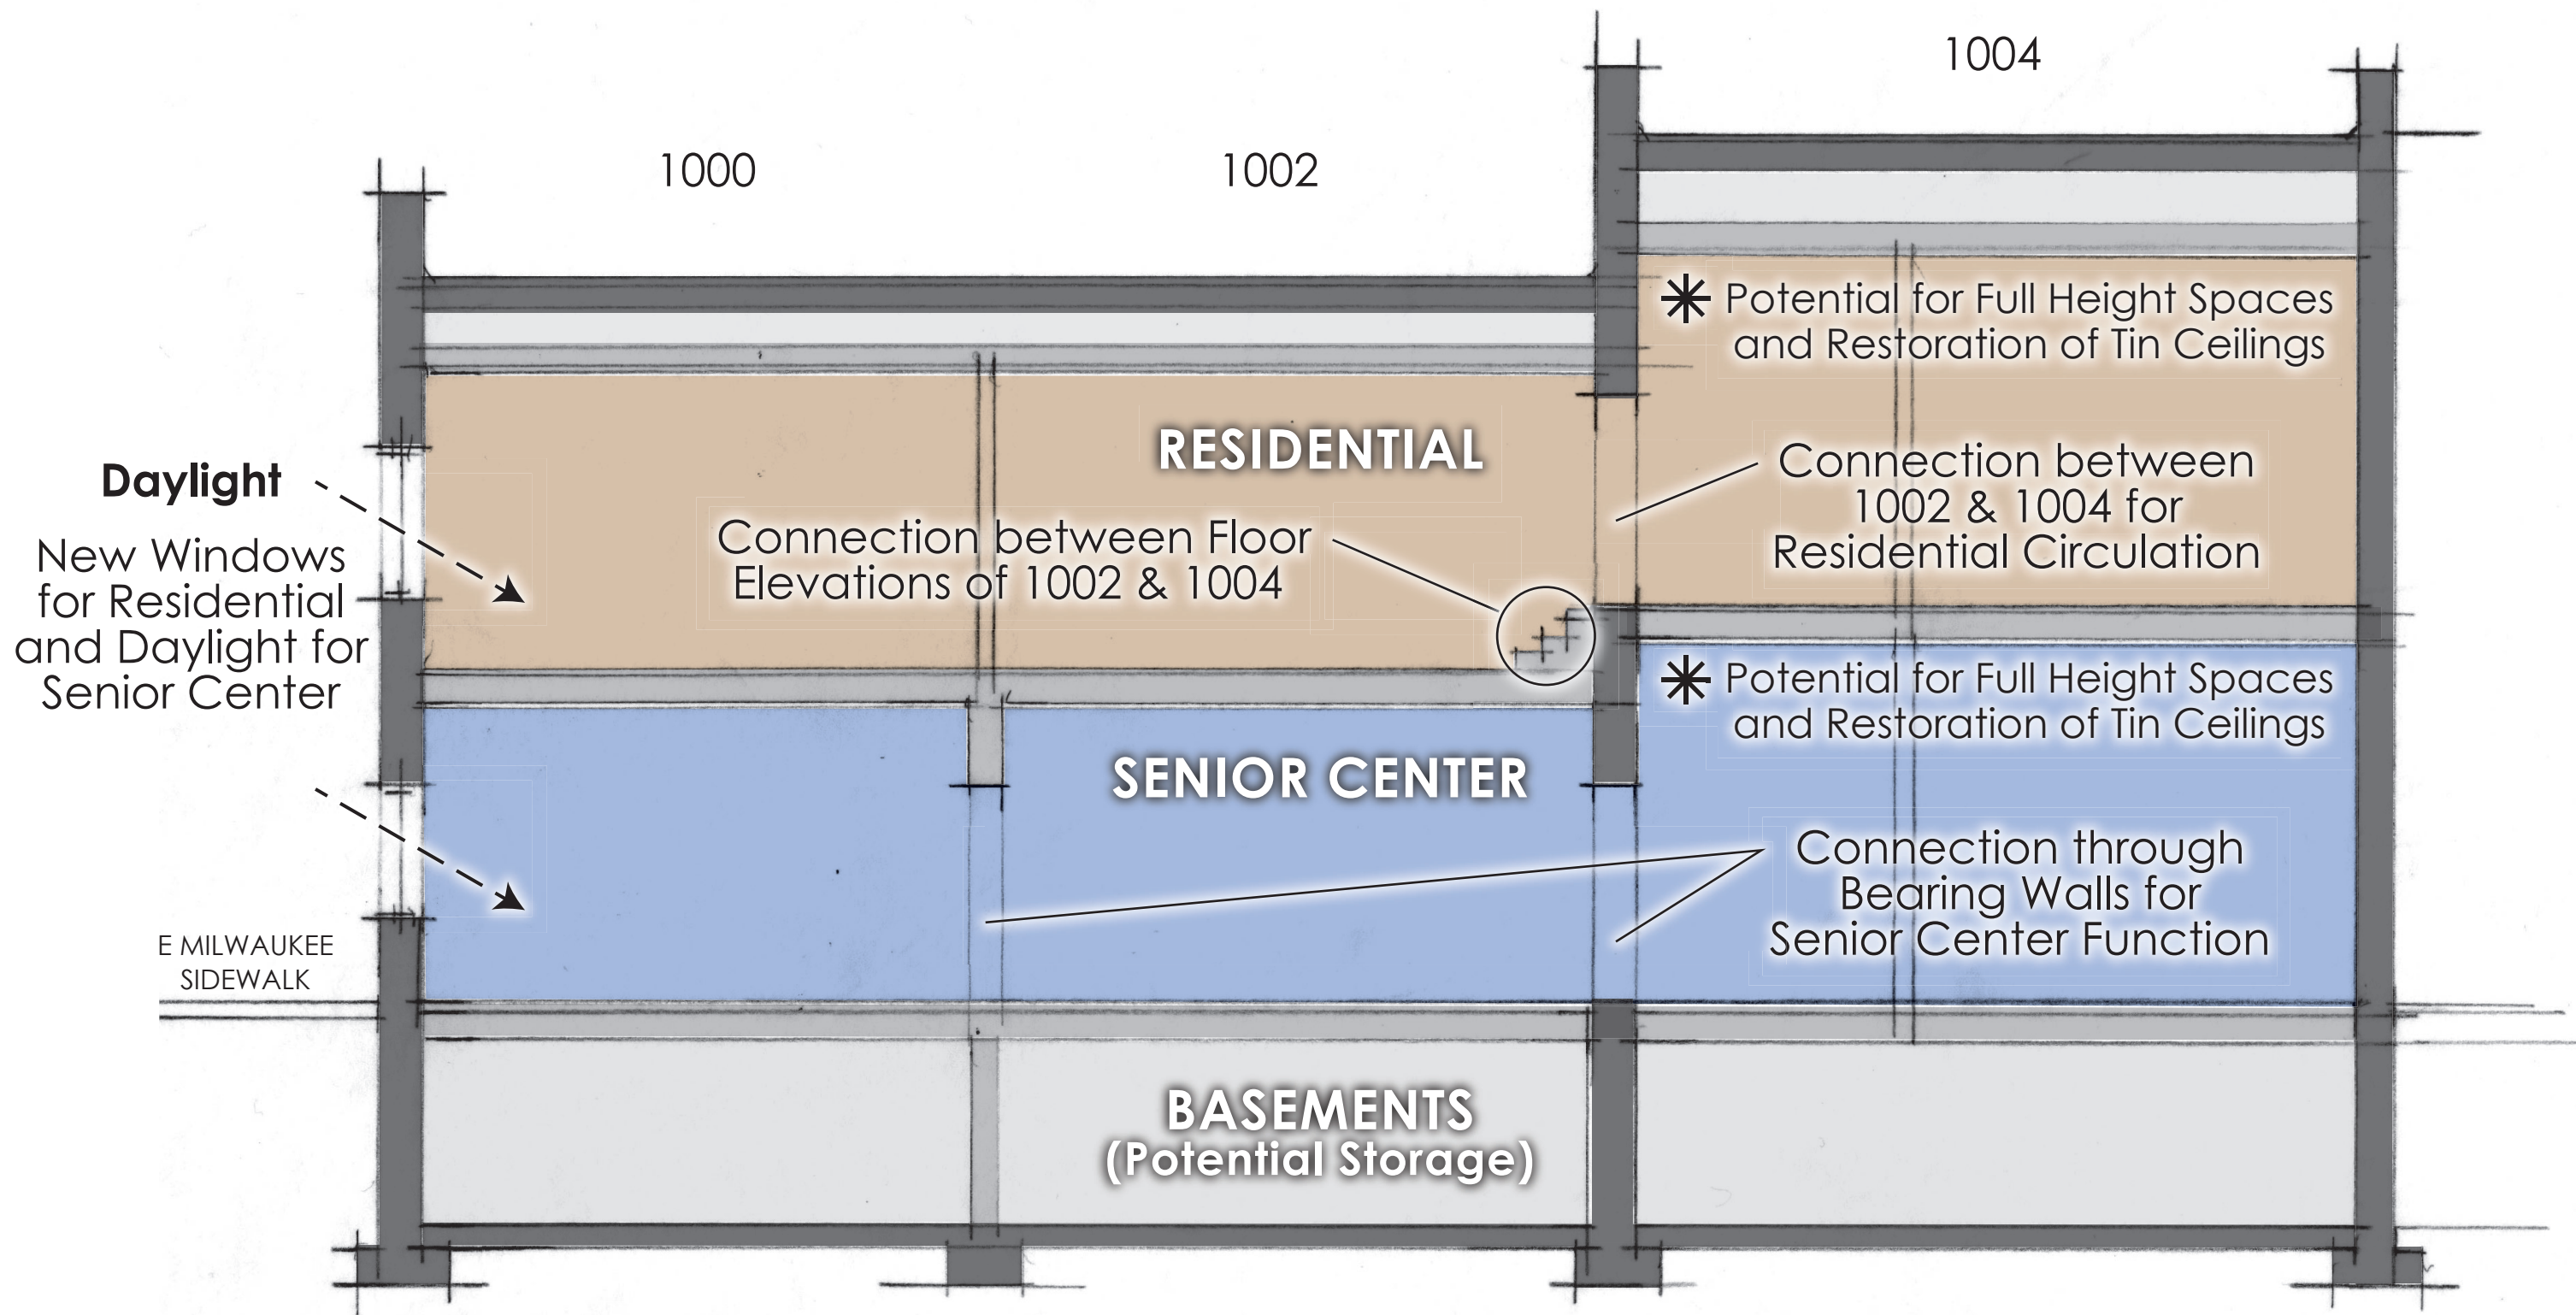 1004
1000
1002
Potential for Full Height Spaces
and Restoration of Tin Ceilings
RESIDENTIAL
Connection between
1002 & 1004 for
Residential Circulation
Daylight
New Windows
for Residential
and Daylight for
Senior Center
Connection between Floor
Elevations of 1002 & 1004
Potential for Full Height Spaces
and Restoration of Tin Ceilings
SENIOR CENTER
Connection through
Bearing Walls for
Senior Center Function
E MILWAUKEE
SIDEWALK
BASEMENTS
(Potential Storage)